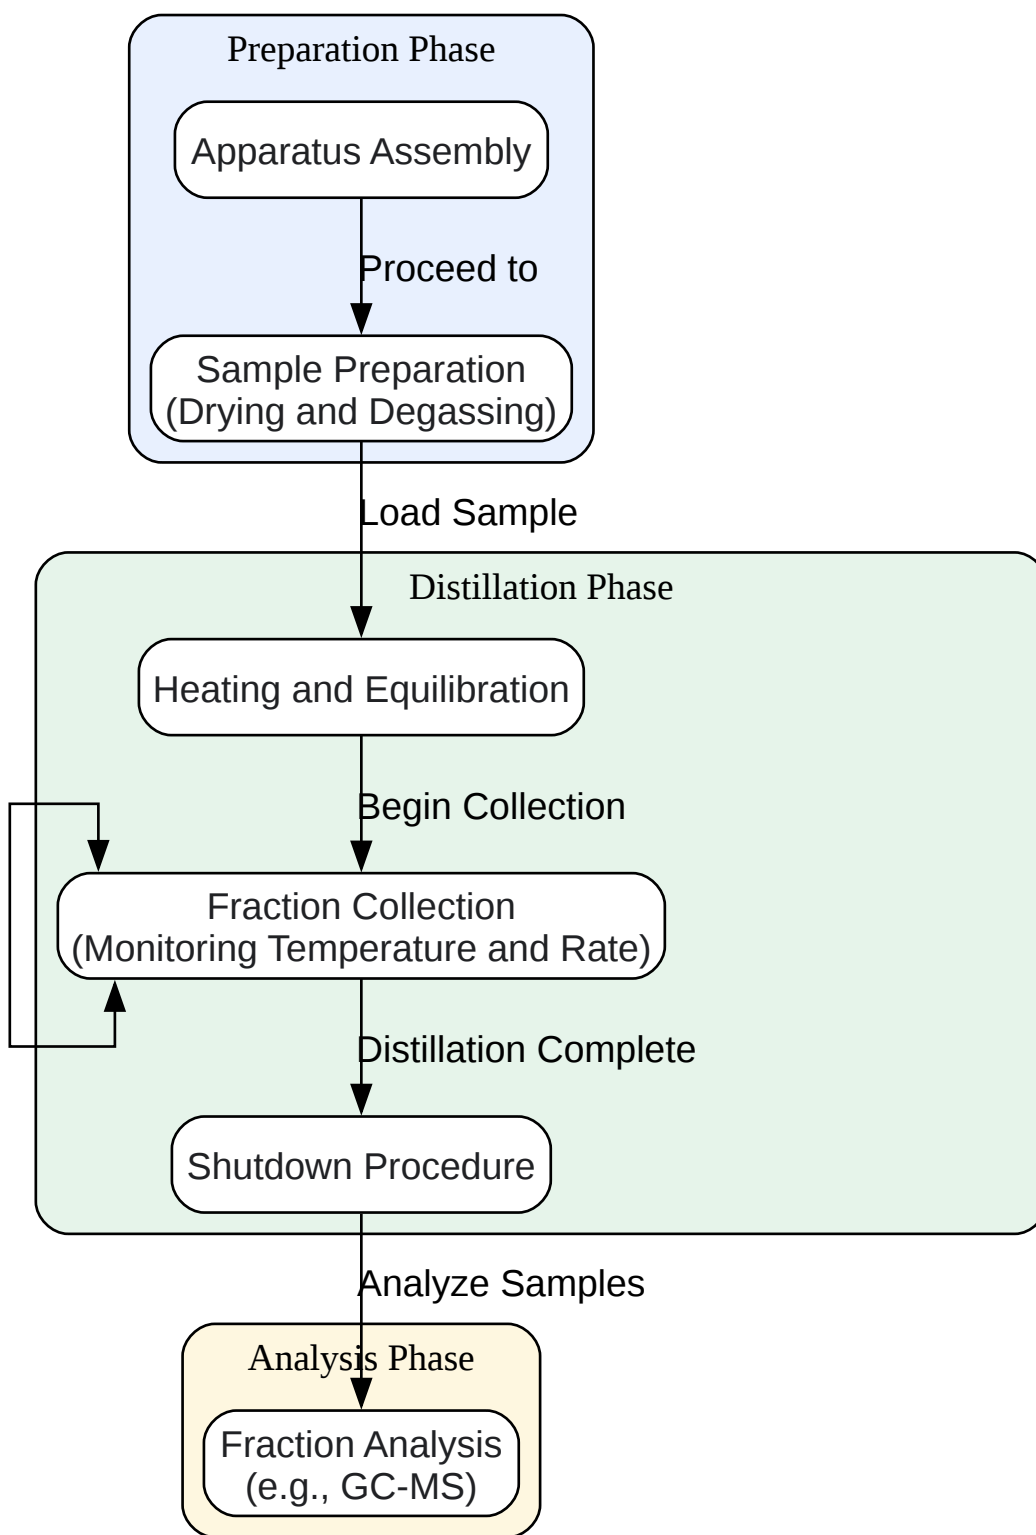 Preparation Phase
Apparatus Assembly
Proceed to
Sample Preparation
(Drying and Degassing)
Load Sample
Distillation Phase
Heating and Equilibration
Begin Collection
Fraction Collection
(Monitoring Temperature and Rate)
Distillation Complete
Shutdown Procedure
Analyze Samples
Analysis Phase
Fraction Analysis
(e.g., GC-MS)